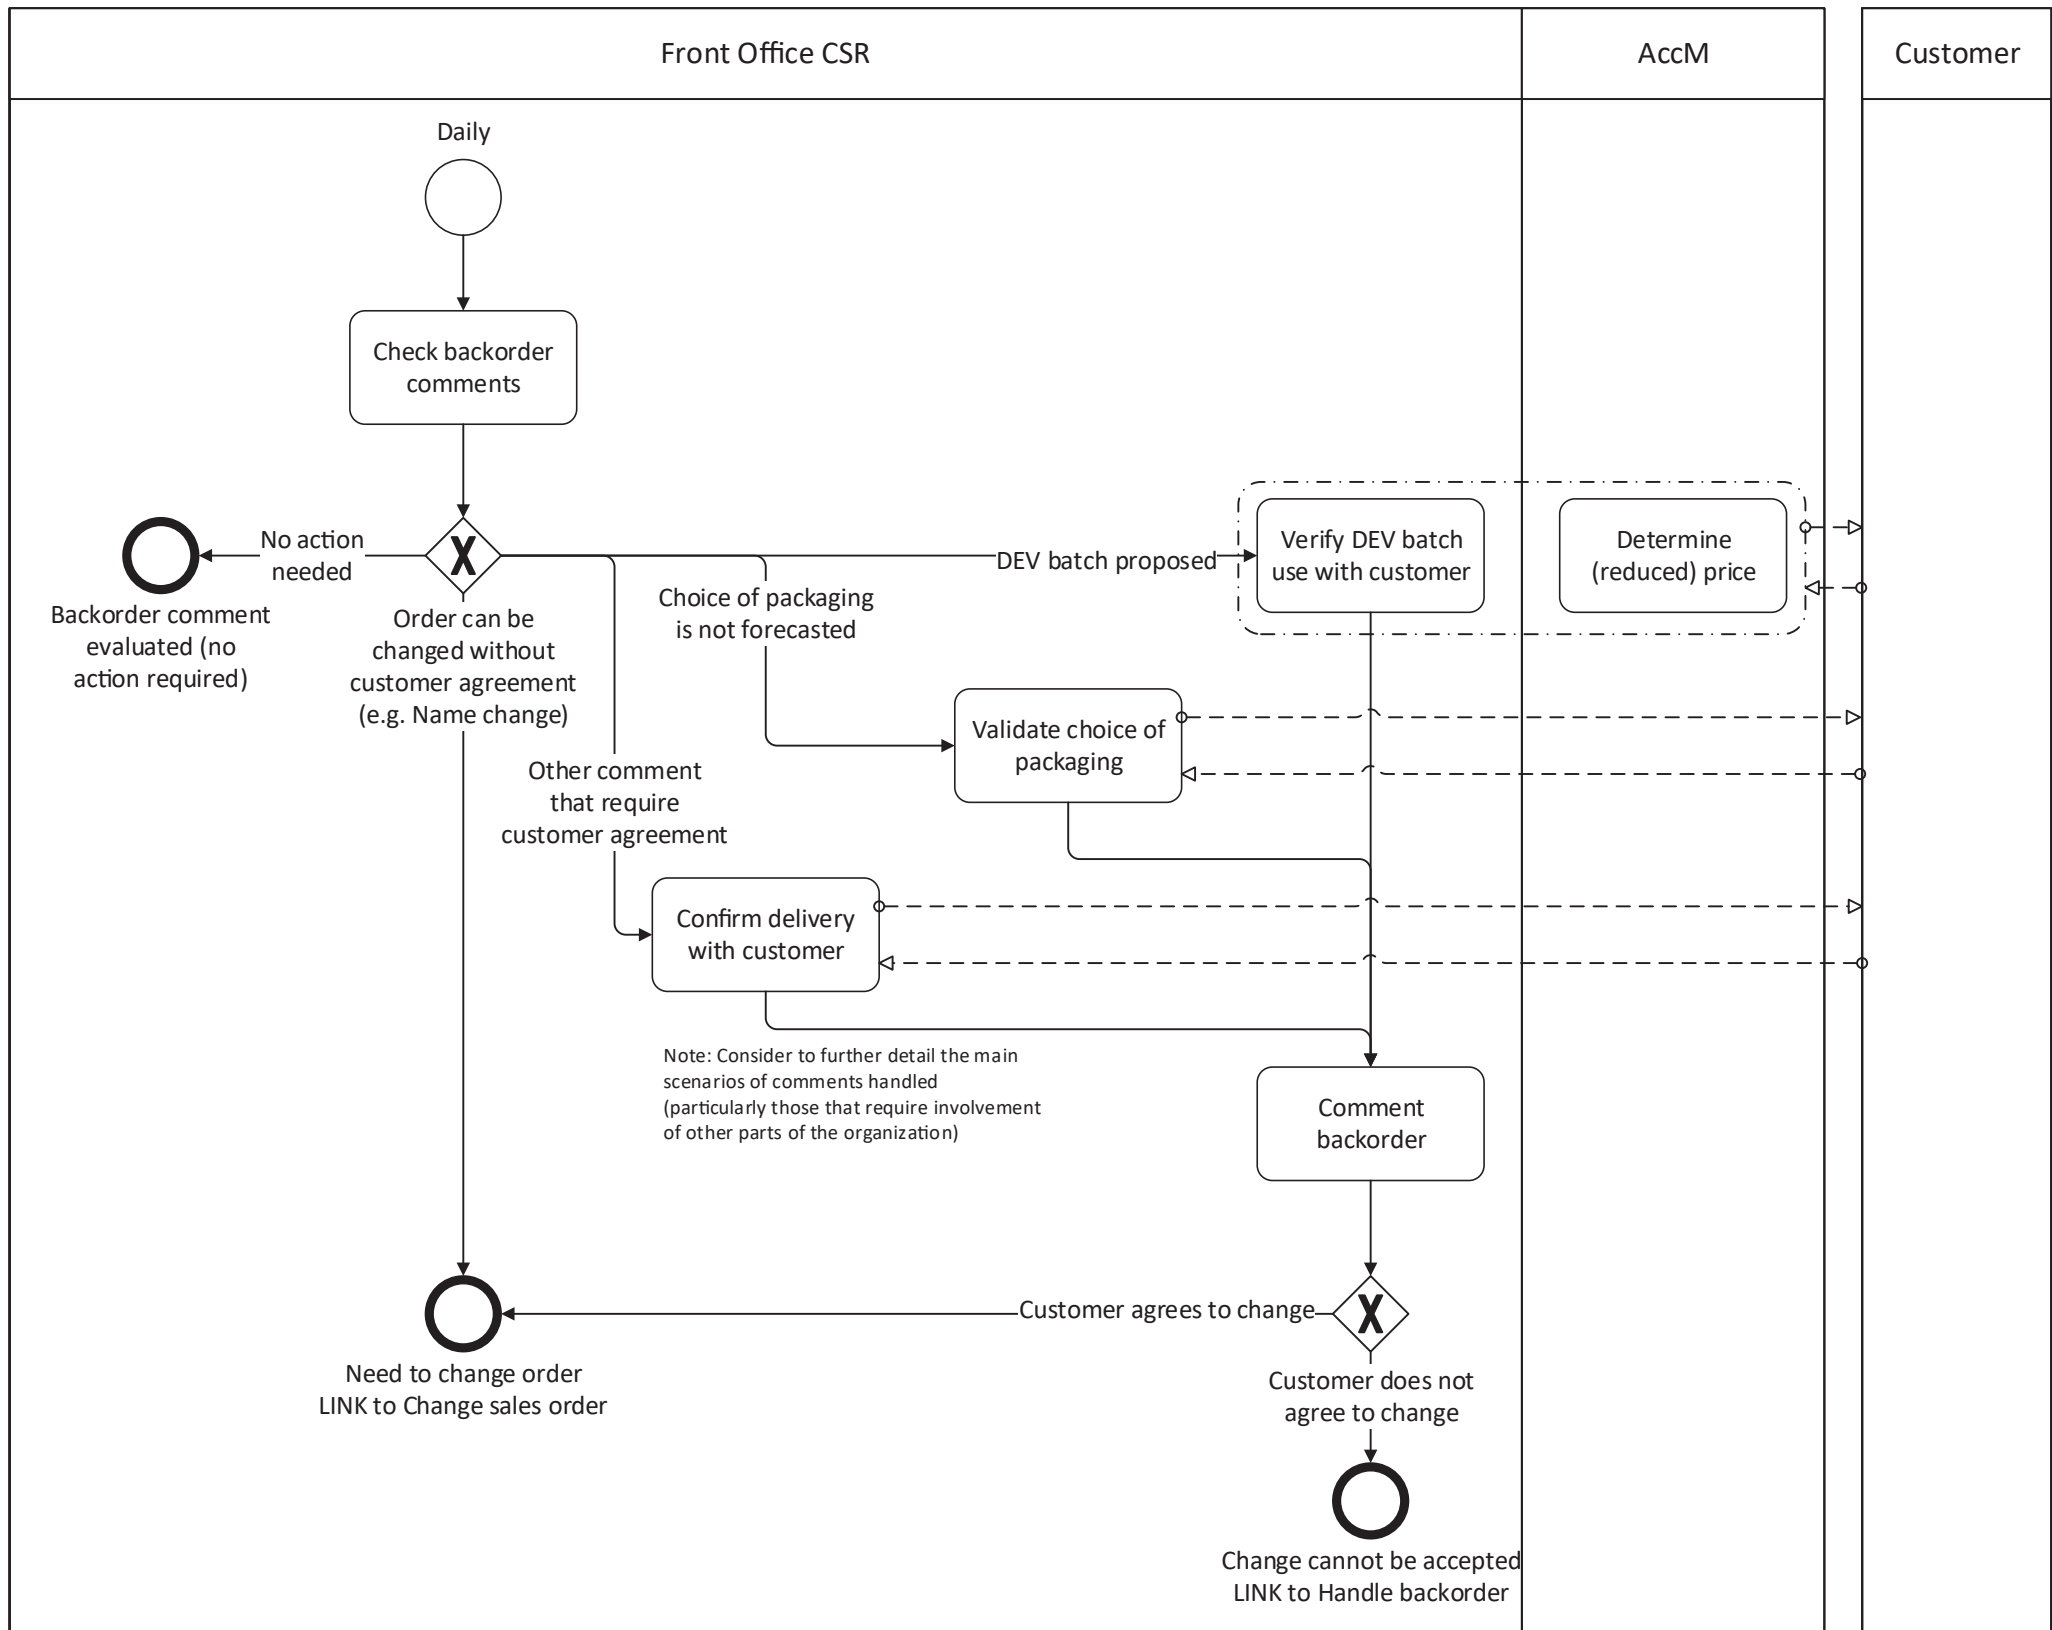 Front Office CSR
AccM
Customer
Daily
Check backorder
comments
No action
needed
Backorder comment
evaluated (no
action required)
X
Order can be
changed without
customer agreement
(e.g. Name change)
Choice of packaging
is not forecasted
DEV batch proposed
Verify DEV batch
use with customer
Determine
(reduced) price
Validate choice of
packaging
Other comment
that require
customer agreement
Confirm delivery
with customer
Note: Consider to further detail the main
scenarios of comments handled
(particularly those that require involvement
of other parts of the organization)
Comment
backorder
Customer agrees to change
X
Need to change order
LINK to Change sales order
Customer does not
agree to change
Change cannot be accepted
LINK to Handle backorder